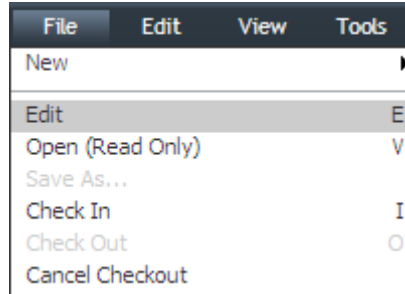 File Edit View Tools
New
Edit E
Open (Read Only) V
Save As...
Check In I
Check Out O
Cancel Checkout